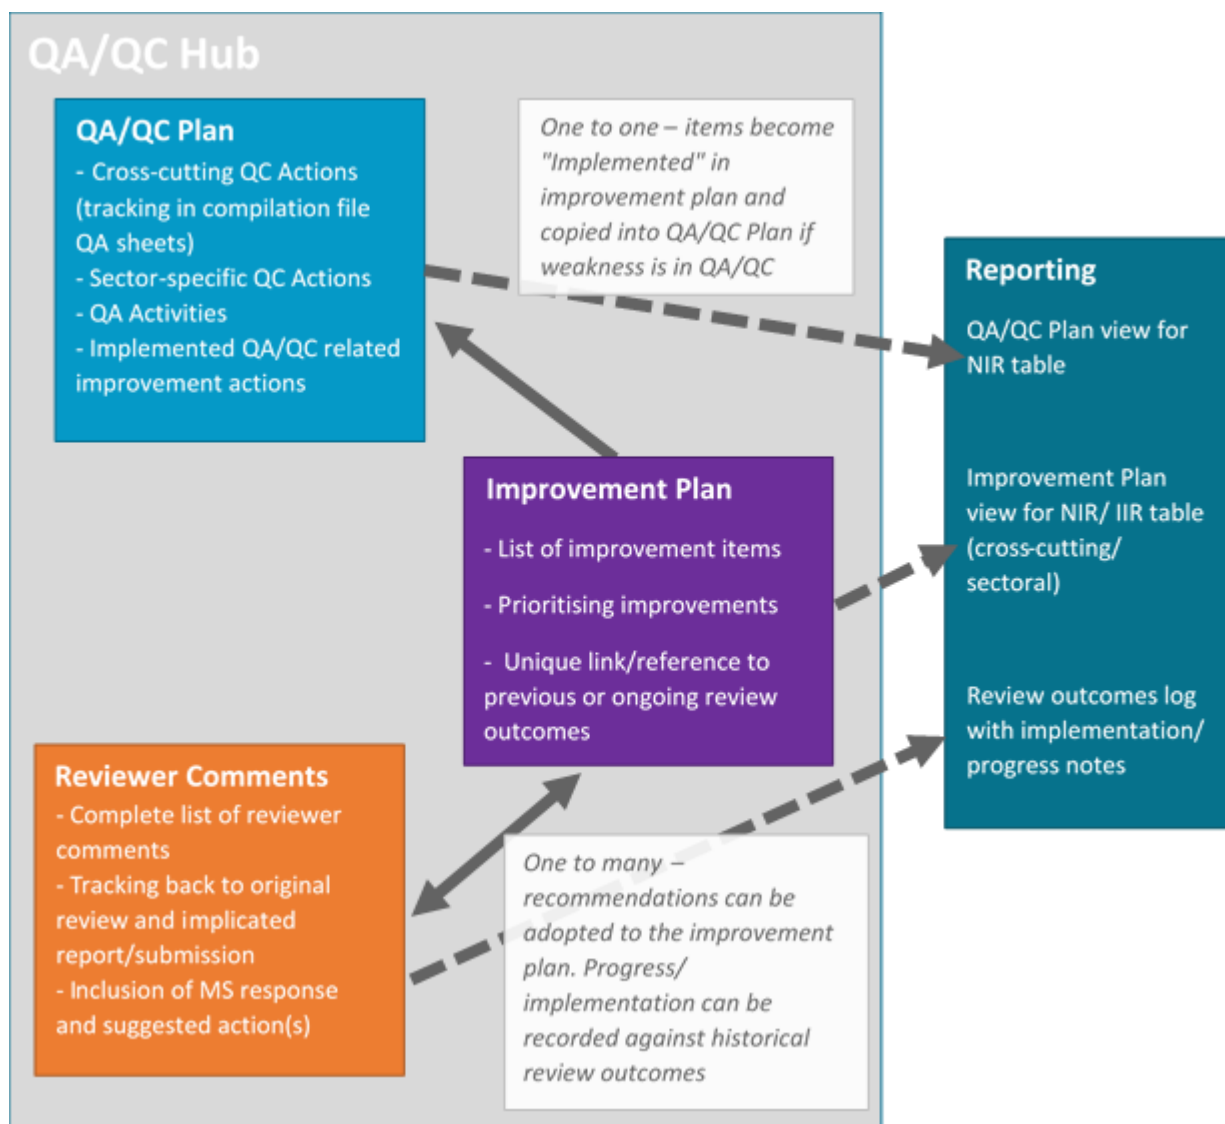 QA/QC Hub
QA/QC Plan
- Cross-cutting QC Actions
(tracking in compilation file
QA sheets)
- Sector-specific QC Actions
- QA Activities
- Implemented QA/QC related
improvement actions
One to one – items become
"Implemented" in
improvement plan and
copied into QA/QC Plan if
weakness is in QA/QC
Improvement Plan
- List of improvement items
- Prioritising improvements
- Unique link/reference to
previous or ongoing review
outcomes
Reviewer Comments
- Complete list of reviewer
comments
- Tracking back to original
review and implicated
report/submission
- Inclusion of MS response
and suggested action(s)
One to many –
recommendations can be
adopted to the improvement
plan. Progress/
implementation can be
recorded against historical
review outcomes
Reporting
QA/QC Plan view for
NIR table
Improvement Plan
view for NIR/ IIR table
(cross-cutting/
sectoral)
Review outcomes log
with implementation/
progress notes